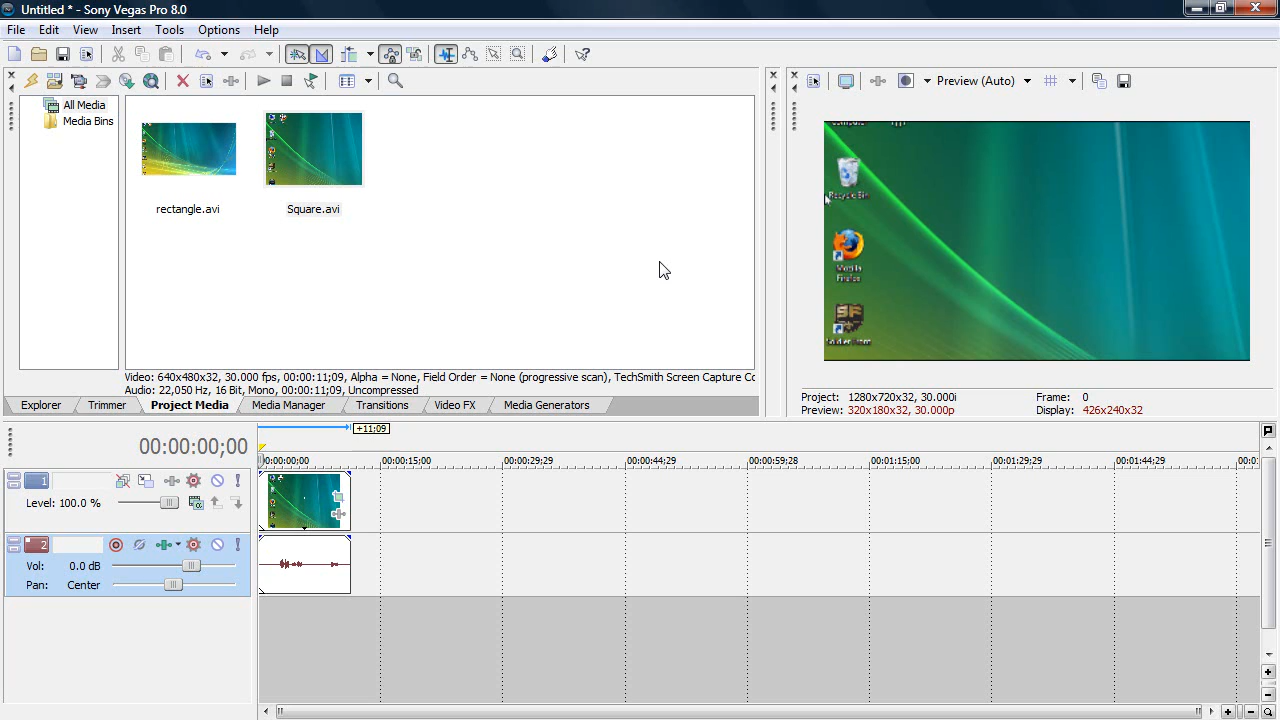 Untitled * - Sony Vegas Pro 8.0
File Edit View Insert Tools Options Help
Preview (Auto)
All Media
Media Bins
rectangle.avi
Square.avi
Recycle Bin
Mozilla
Firefox
Video: 640x480x32, 30.000 fps, 00:00:11;09, Alpha = None, Field Order = None (progressive scan), TechSmith Screen Capture Co
Audio: 22,050 Hz, 16 Bit, Mono, 00:00:11;09, Uncompressed
Explorer Trimmer Project Media Media Manager Transitions Video FX Media Generators
Project: 1280x720x32, 30.000i Frame: 0
Preview: 320x180x32, 30.000p Display: 426x240x32
+11;09
00:00:00;00
00:00:00 00:00:15;00 00:00:29;29 00:00:44;29 00:00:59;28 00:01:15;00 00:01:29;29 00:01:44;29 00:01:
1
Level: 100.0 %
2
Vol: 0.0 dB
Pan: Center